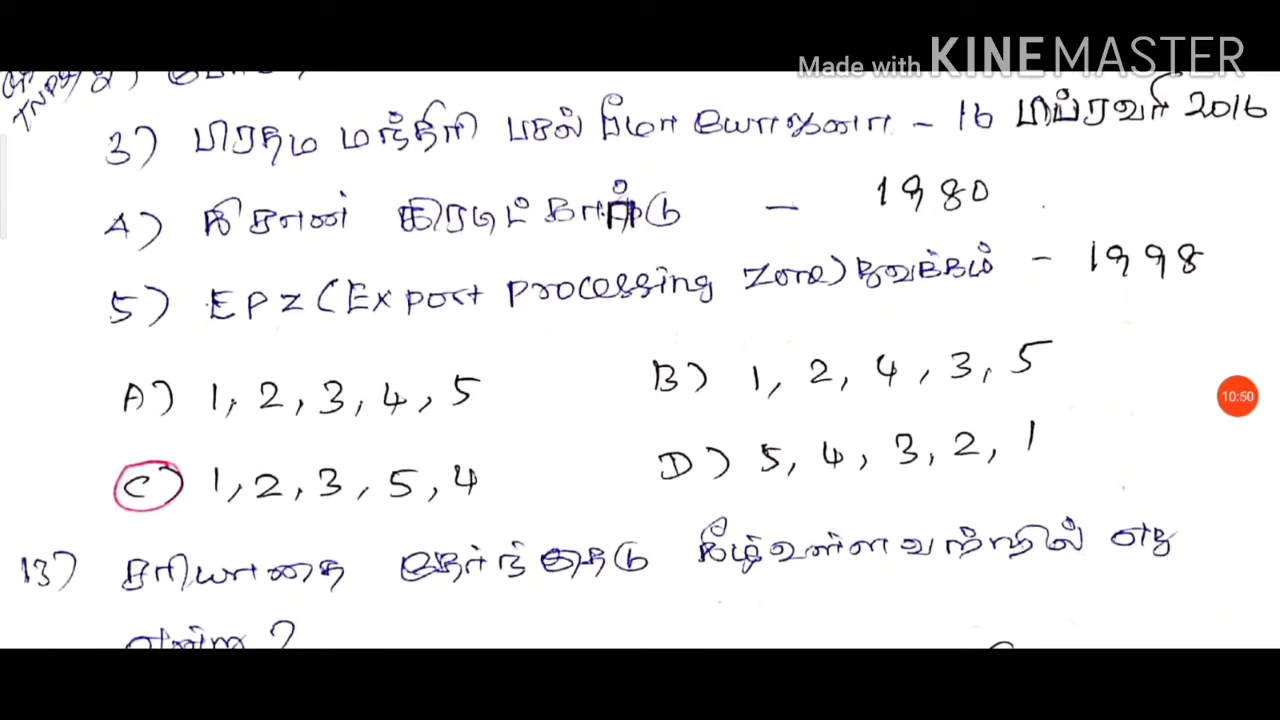 Made with KINEMASTER
3) பிரதம மந்திரி பசல் பீமா யோஜனா - 16 பிப்ரவரி 2016
4) கிசான் கிரடிட் கார்டு - 1980
5) EPZ (Export processing Zone) துவக்கம் - 1998
A) 1, 2, 3, 4, 5 B) 1, 2, 4, 3, 5
10:50
C) 1, 2, 3, 5, 4 D) 5, 4, 3, 2, 1
13) சரியானதை தேர்ந்தெடு கீழ்உள்ளவற்றில் எது